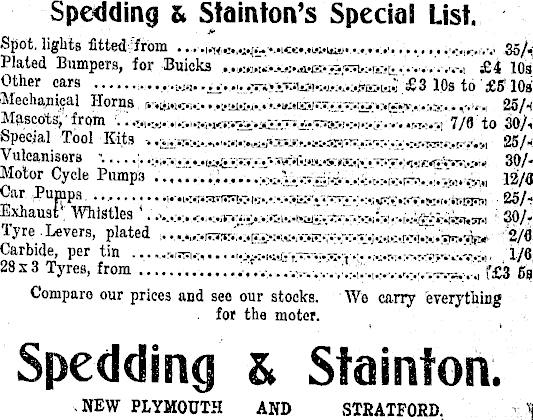 Spedding & Stainton's Special List.
Spot lights fitted from ........ 35/-
Plated Bumpers, for Buicks ........ £4 10s
Other cars ........ £3 10s to £5 10s
Mechanical Horns ........ 25/-
Mascots, from ........ 7/6 to 30/-
Special Tool Kits ........ 25/-
Vulcanisers ........ 30/-
Motor Cycle Pumps ........ 12/6
Car Pumps ........ 25/-
Exhaust Whistles ........ 30/-
Tyre Levers, plated ........ 2/6
Carbide, per tin ........ 1/6
28 x 3 Tyres, from ........ £3 5s
Compare our prices and see our stocks. We carry everything
for the moter.
Spedding & Stainton.
NEW PLYMOUTH AND STRATFORD.